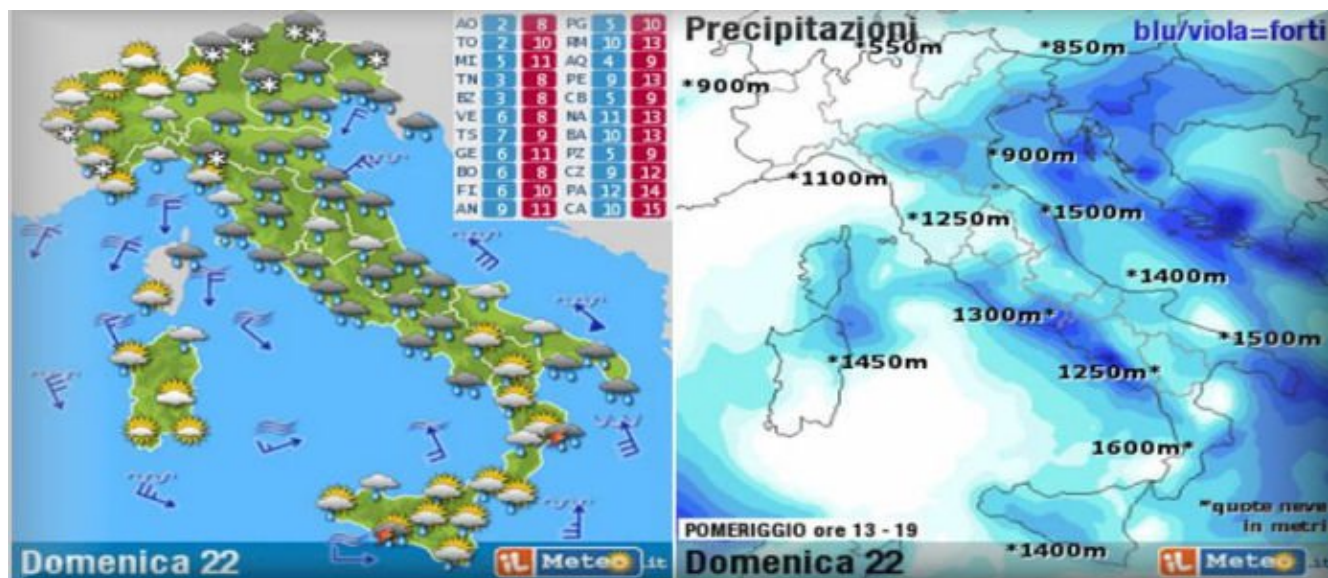 AO 2 8 PG 5 10
TO 2 10 RM 10 13
MI 5 11 AQ 4 9
TN 3 8 PE 9 13
BZ 3 8 CB 5 9
VE 6 8 NA 11 13
TS 7 9 BA 10 13
GE 6 11 PZ 5 9
BO 6 8 CZ 9 12
FI 6 10 PA 12 14
AN 9 11 CA 10 15
Domenica 22
iL Meteo.it
Precipitazioni
blu/viola=forti
*550m
*850m
*900m
*900m
*1100m
*1250m
*1500m
*1400m
1300m*
*1500m
*1450m
1250m*
1600m*
*quote neve
in metri
POMERIGGIO ore 13 - 19
*1400m
Domenica 22
iL Meteo.it